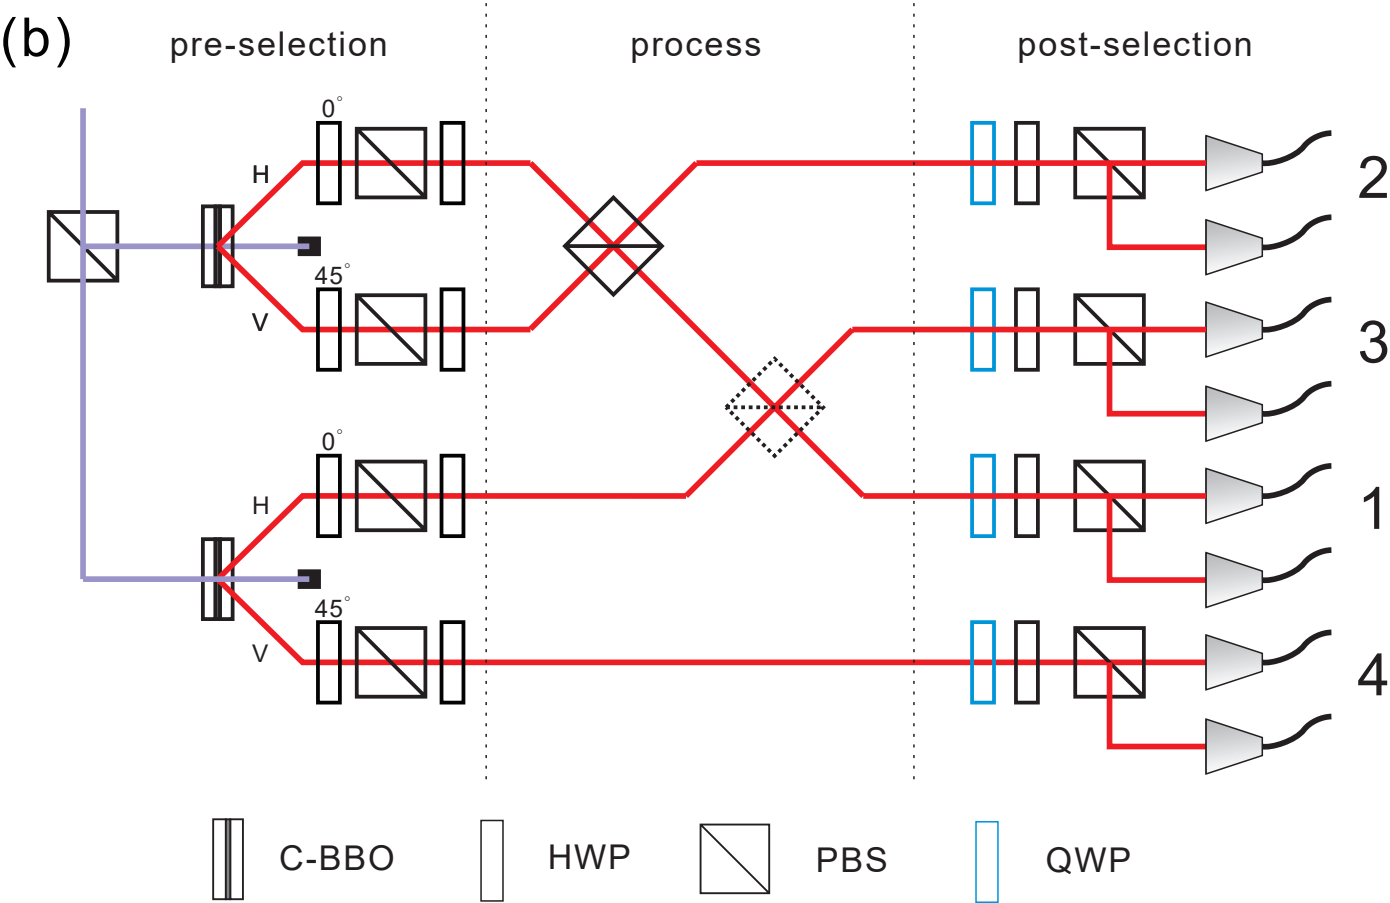 (b)
pre-selection
process
post-selection
0°
H
2
45°
V
3
0°
H
1
45°
V
4
C-BBO
HWP
PBS
QWP